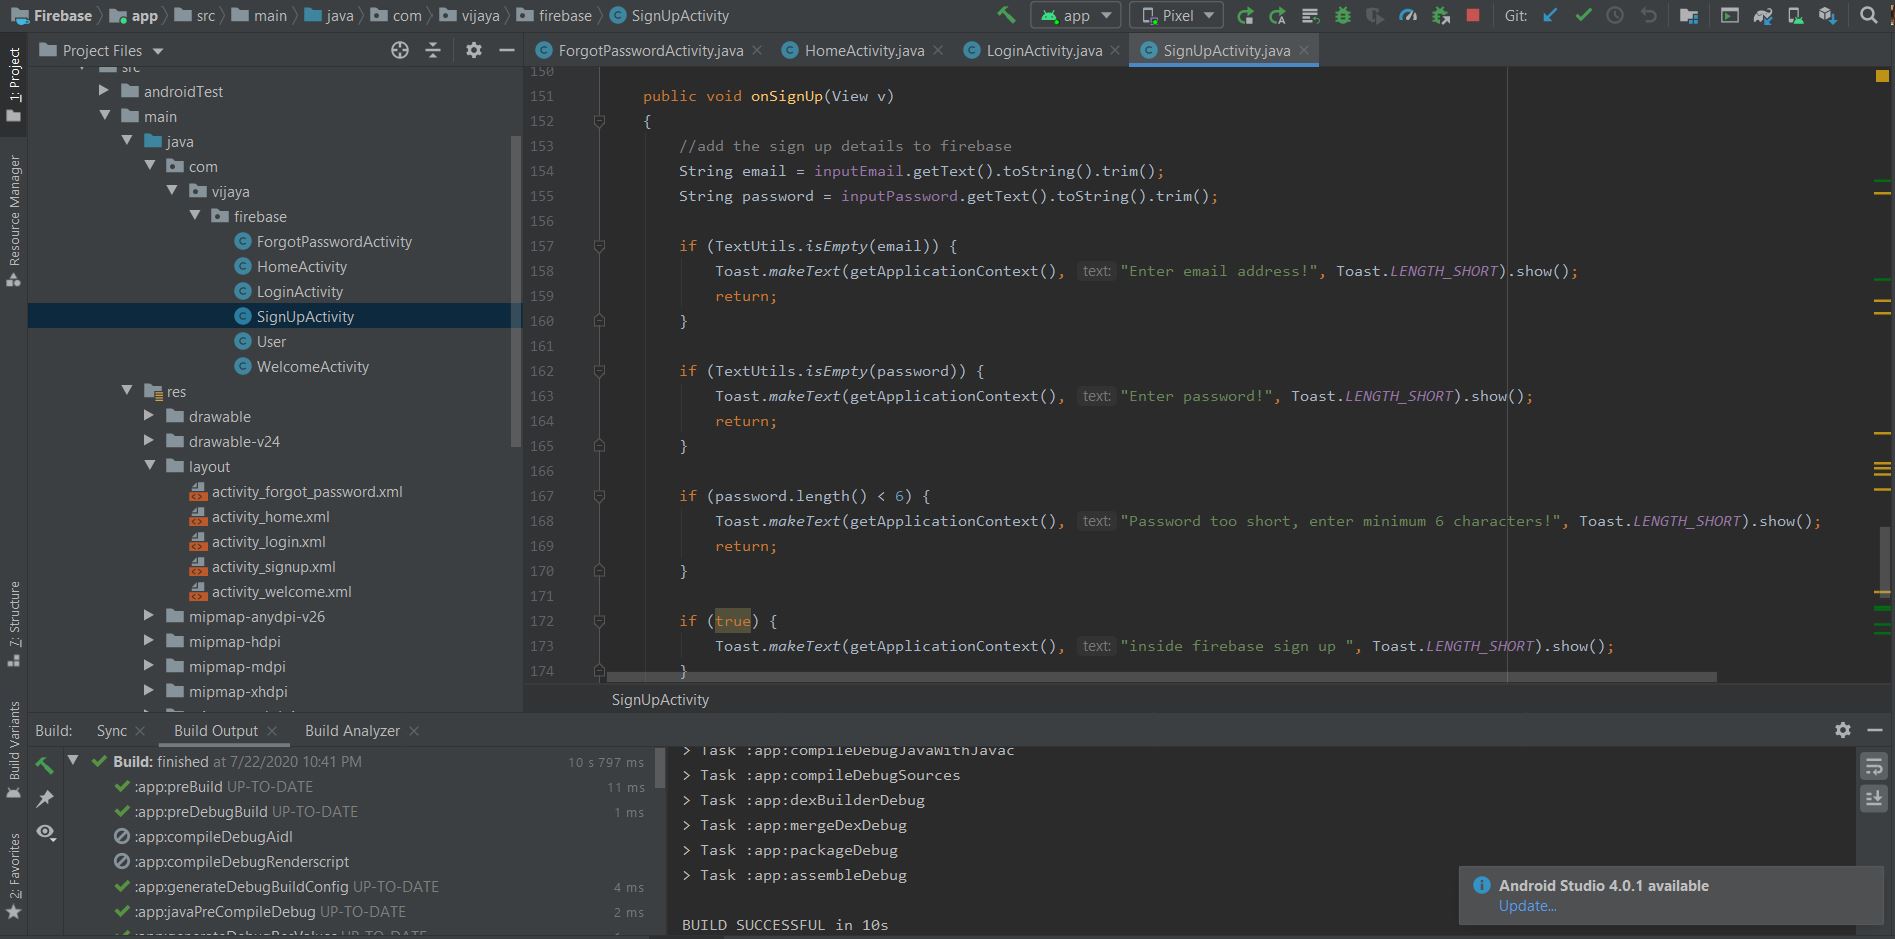 Firebase app src main java com vijaya firebase SignUpActivity app Pixel Git:
1: Project
Resource Manager
7: Structure
Build Variants
2: Favorites
Project Files
src
androidTest
main
java
com
vijaya
firebase
ForgotPasswordActivity
HomeActivity
LoginActivity
SignUpActivity
User
WelcomeActivity
res
drawable
drawable-v24
layout
activity_forgot_password.xml
activity_home.xml
activity_login.xml
activity_signup.xml
activity_welcome.xml
mipmap-anydpi-v26
mipmap-hdpi
mipmap-mdpi
mipmap-xhdpi
ForgotPasswordActivity.java HomeActivity.java LoginActivity.java SignUpActivity.java
150
151 public void onSignUp(View v)
152 {
153 //add the sign up details to firebase
154 String email = inputEmail.getText().toString().trim();
155 String password = inputPassword.getText().toString().trim();
156
157 if (TextUtils.isEmpty(email)) {
158 Toast.makeText(getApplicationContext(), text: "Enter email address!", Toast.LENGTH_SHORT).show();
159 return;
160 }
161
162 if (TextUtils.isEmpty(password)) {
163 Toast.makeText(getApplicationContext(), text: "Enter password!", Toast.LENGTH_SHORT).show();
164 return;
165 }
166
167 if (password.length() < 6) {
168 Toast.makeText(getApplicationContext(), text: "Password too short, enter minimum 6 characters!", Toast.LENGTH_SHORT).show();
169 return;
170 }
171
172 if (true) {
173 Toast.makeText(getApplicationContext(), text: "inside firebase sign up ", Toast.LENGTH_SHORT).show();
174 }
SignUpActivity
Build: Sync Build Output Build Analyzer
Build: finished at 7/22/2020 10:41 PM 10 s 797 ms
:app:preBuild UP-TO-DATE 11 ms
:app:preDebugBuild UP-TO-DATE 1 ms
:app:compileDebugAidl
:app:compileDebugRenderscript
:app:generateDebugBuildConfig UP-TO-DATE 4 ms
:app:javaPreCompileDebug UP-TO-DATE 2 ms
:app:generateDebugResValues UP-TO-DATE
> Task :app:compileDebugJavaWithJavac
> Task :app:compileDebugSources
> Task :app:dexBuilderDebug
> Task :app:mergeDexDebug
> Task :app:packageDebug
> Task :app:assembleDebug
BUILD SUCCESSFUL in 10s
Android Studio 4.0.1 available
Update...